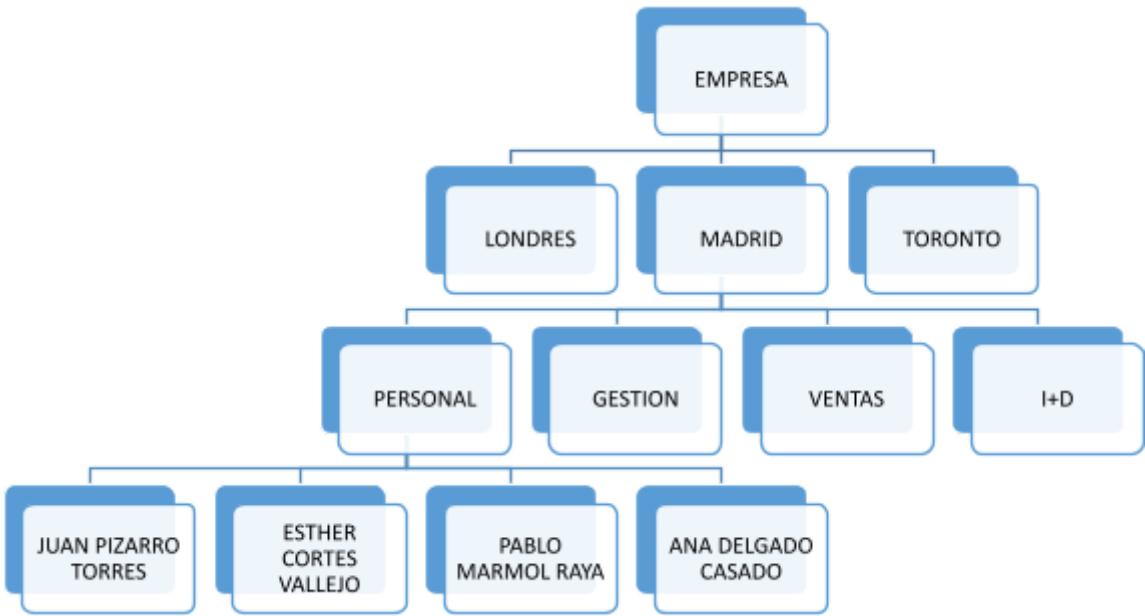 EMPRESA
LONDRES
MADRID
TORONTO
PERSONAL
GESTION
VENTAS
I+D
JUAN PIZARRO
TORRES
ESTHER
CORTES
VALLEJO
PABLO
MARMOL RAYA
ANA DELGADO
CASADO